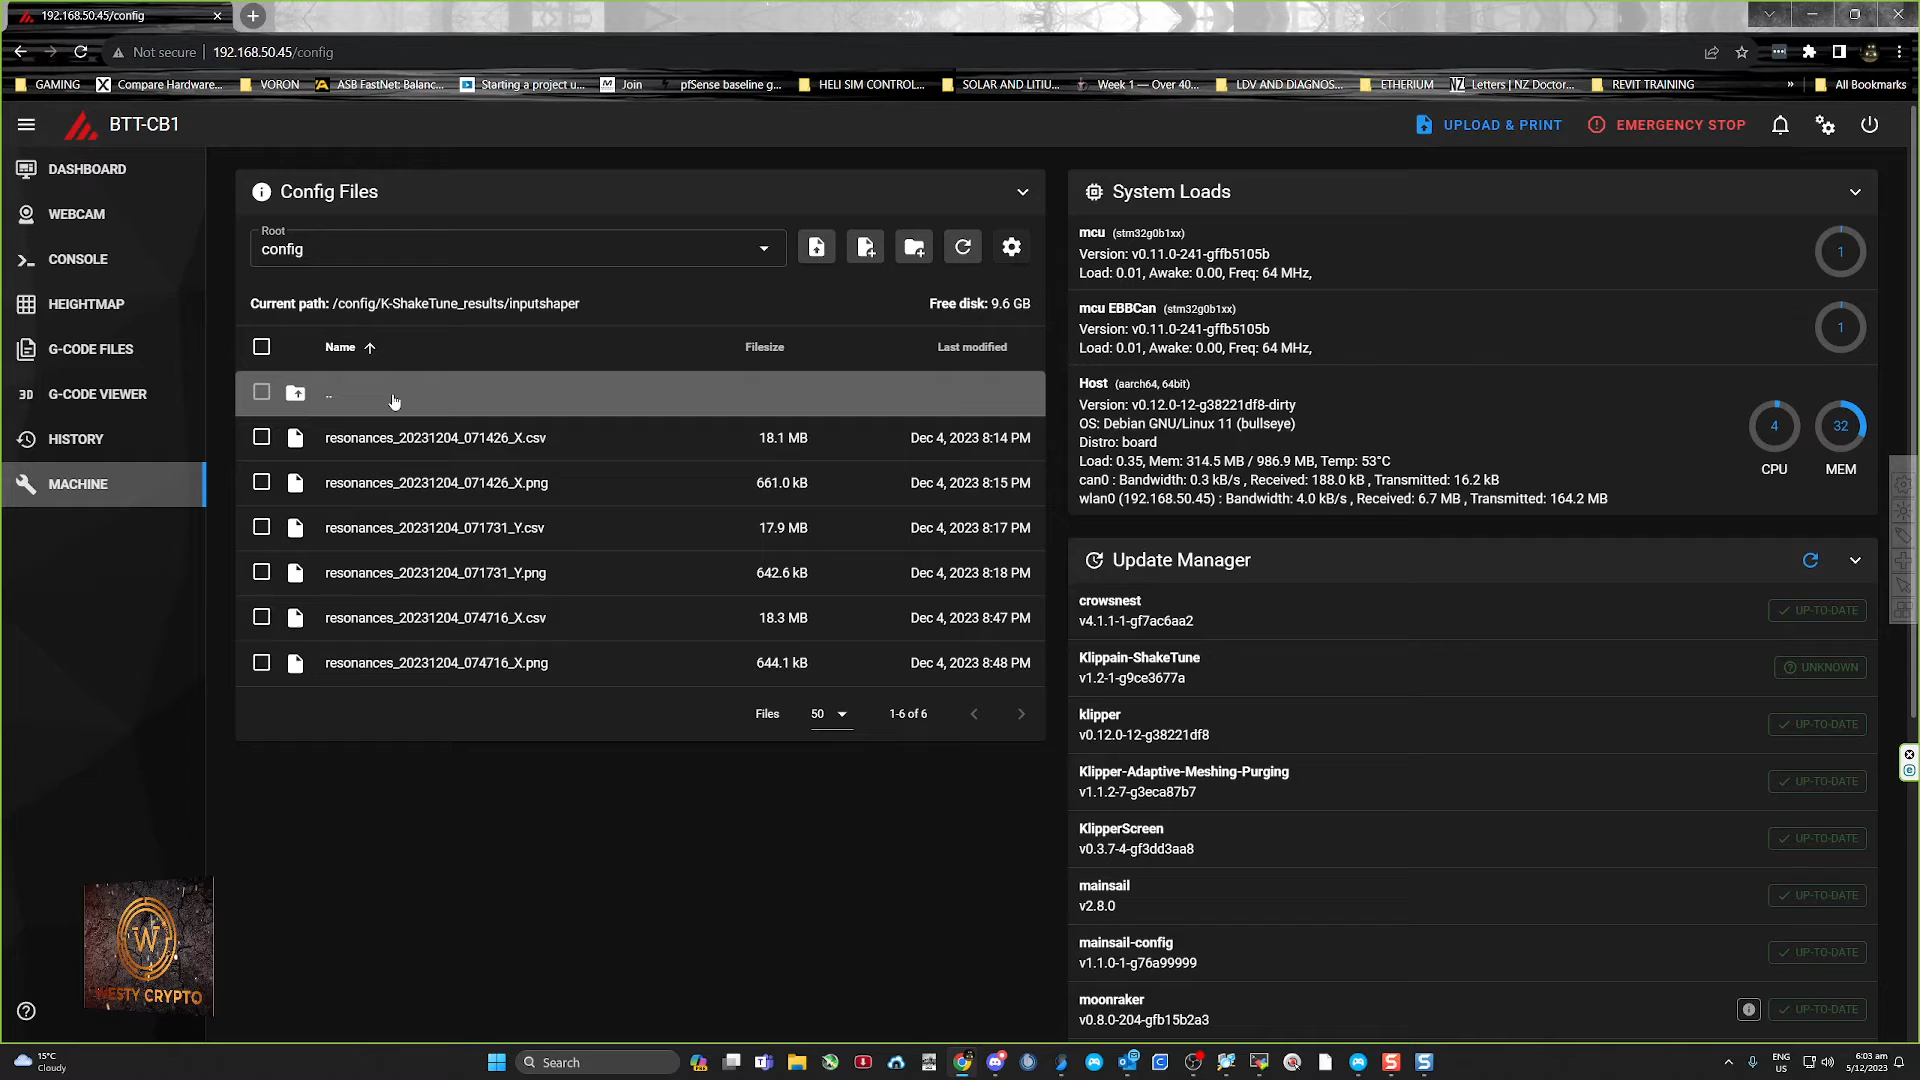 192.168.50.45/config
Not secure
192.168.50.45/config
GAMING
Compare Hardware...
VORON
ASB FastNet: Balanc...
Starting a project u...
Join
pfSense baseline g...
HELI SIM CONTROL...
SOLAR AND LITIU...
Week 1 — Over 40...
LDV AND DIAGNOS...
ETHERIUM
Letters | NZ Doctor...
REVIT TRAINING
»
All Bookmarks
BTT-CB1
UPLOAD & PRINT
EMERGENCY STOP
DASHBOARD
WEBCAM
CONSOLE
HEIGHTMAP
G-CODE FILES
3D G-CODE VIEWER
HISTORY
MACHINE
Config Files
Root
config
Current path: /config/K-ShakeTune_results/inputshaper
Free disk: 9.6 GB
Name
Filesize
Last modified
..
resonances_20231204_071426_X.csv 18.1 MB Dec 4, 2023 8:14 PM
resonances_20231204_071426_X.png 661.0 kB Dec 4, 2023 8:15 PM
resonances_20231204_071731_Y.csv 17.9 MB Dec 4, 2023 8:17 PM
resonances_20231204_071731_Y.png 642.6 kB Dec 4, 2023 8:18 PM
resonances_20231204_074716_X.csv 18.3 MB Dec 4, 2023 8:47 PM
resonances_20231204_074716_X.png 644.1 kB Dec 4, 2023 8:48 PM
Files 50 1-6 of 6
System Loads
mcu (stm32g0b1xx)
Version: v0.11.0-241-gffb5105b
Load: 0.01, Awake: 0.00, Freq: 64 MHz,
1
mcu EBBCan (stm32g0b1xx)
Version: v0.11.0-241-gffb5105b
Load: 0.01, Awake: 0.00, Freq: 64 MHz,
1
Host (aarch64, 64bit)
Version: v0.12.0-12-g38221df8-dirty
OS: Debian GNU/Linux 11 (bullseye)
Distro: board
Load: 0.35, Mem: 314.5 MB / 986.9 MB, Temp: 53°C
can0 : Bandwidth: 0.3 kB/s , Received: 188.0 kB , Transmitted: 16.2 kB
wlan0 (192.168.50.45) : Bandwidth: 4.0 kB/s , Received: 6.7 MB , Transmitted: 164.2 MB
4
CPU
32
MEM
Update Manager
crowsnest
v4.1.1-1-gf7ac6aa2
UP-TO-DATE
Klippain-ShakeTune
v1.2-1-g9ce3677a
UNKNOWN
klipper
v0.12.0-12-g38221df8
UP-TO-DATE
Klipper-Adaptive-Meshing-Purging
v1.1.2-7-g3eca87b7
UP-TO-DATE
KlipperScreen
v0.3.7-4-gf3dd3aa8
UP-TO-DATE
mainsail
v2.8.0
UP-TO-DATE
mainsail-config
v1.1.0-1-g76a99999
UP-TO-DATE
moonraker
v0.8.0-204-gfb15b2a3
UP-TO-DATE
W
WESTY CRYPTO
15°C
Cloudy
Search
ENG
US
6:03 am
5/12/2023